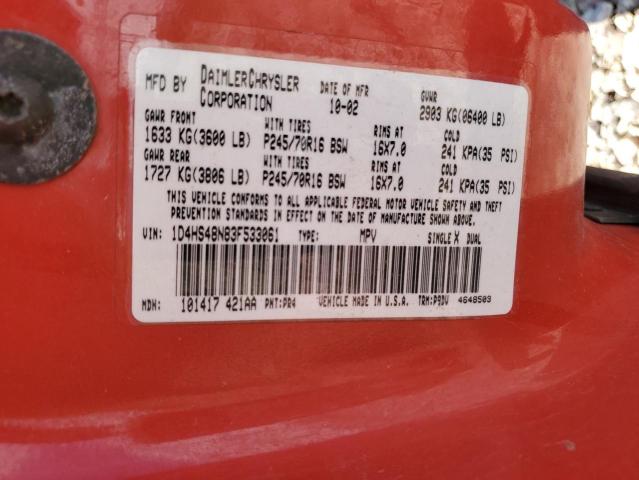 MFD BY DAIMLERCHRYSLER CORPORATION DATE OF MFR 10-02 GVWR 2903 KG(06400 LB)
GAWR FRONT WITH TIRES RIMS AT COLD
1633 KG(3600 LB) P245/70R16 BSW 16X7.0 241 KPA(35 PSI)
GAWR REAR WITH TIRES RIMS AT COLD
1727 KG(3806 LB) P245/70R16 BSW 16X7.0 241 KPA(35 PSI)
THIS VEHICLE CONFORMS TO ALL APPLICABLE FEDERAL MOTOR VEHICLE SAFETY AND THEFT
PREVENTION STANDARDS IN EFFECT ON THE DATE OF MANUFACTURE SHOWN ABOVE.
VIN: 1D4HS48N83F533061 TYPE: MPV SINGLE X DUAL
MDH: 101417 421AA PNT:PR4 VEHICLE MADE IN U.S.A. TRM:P9DV 4648503